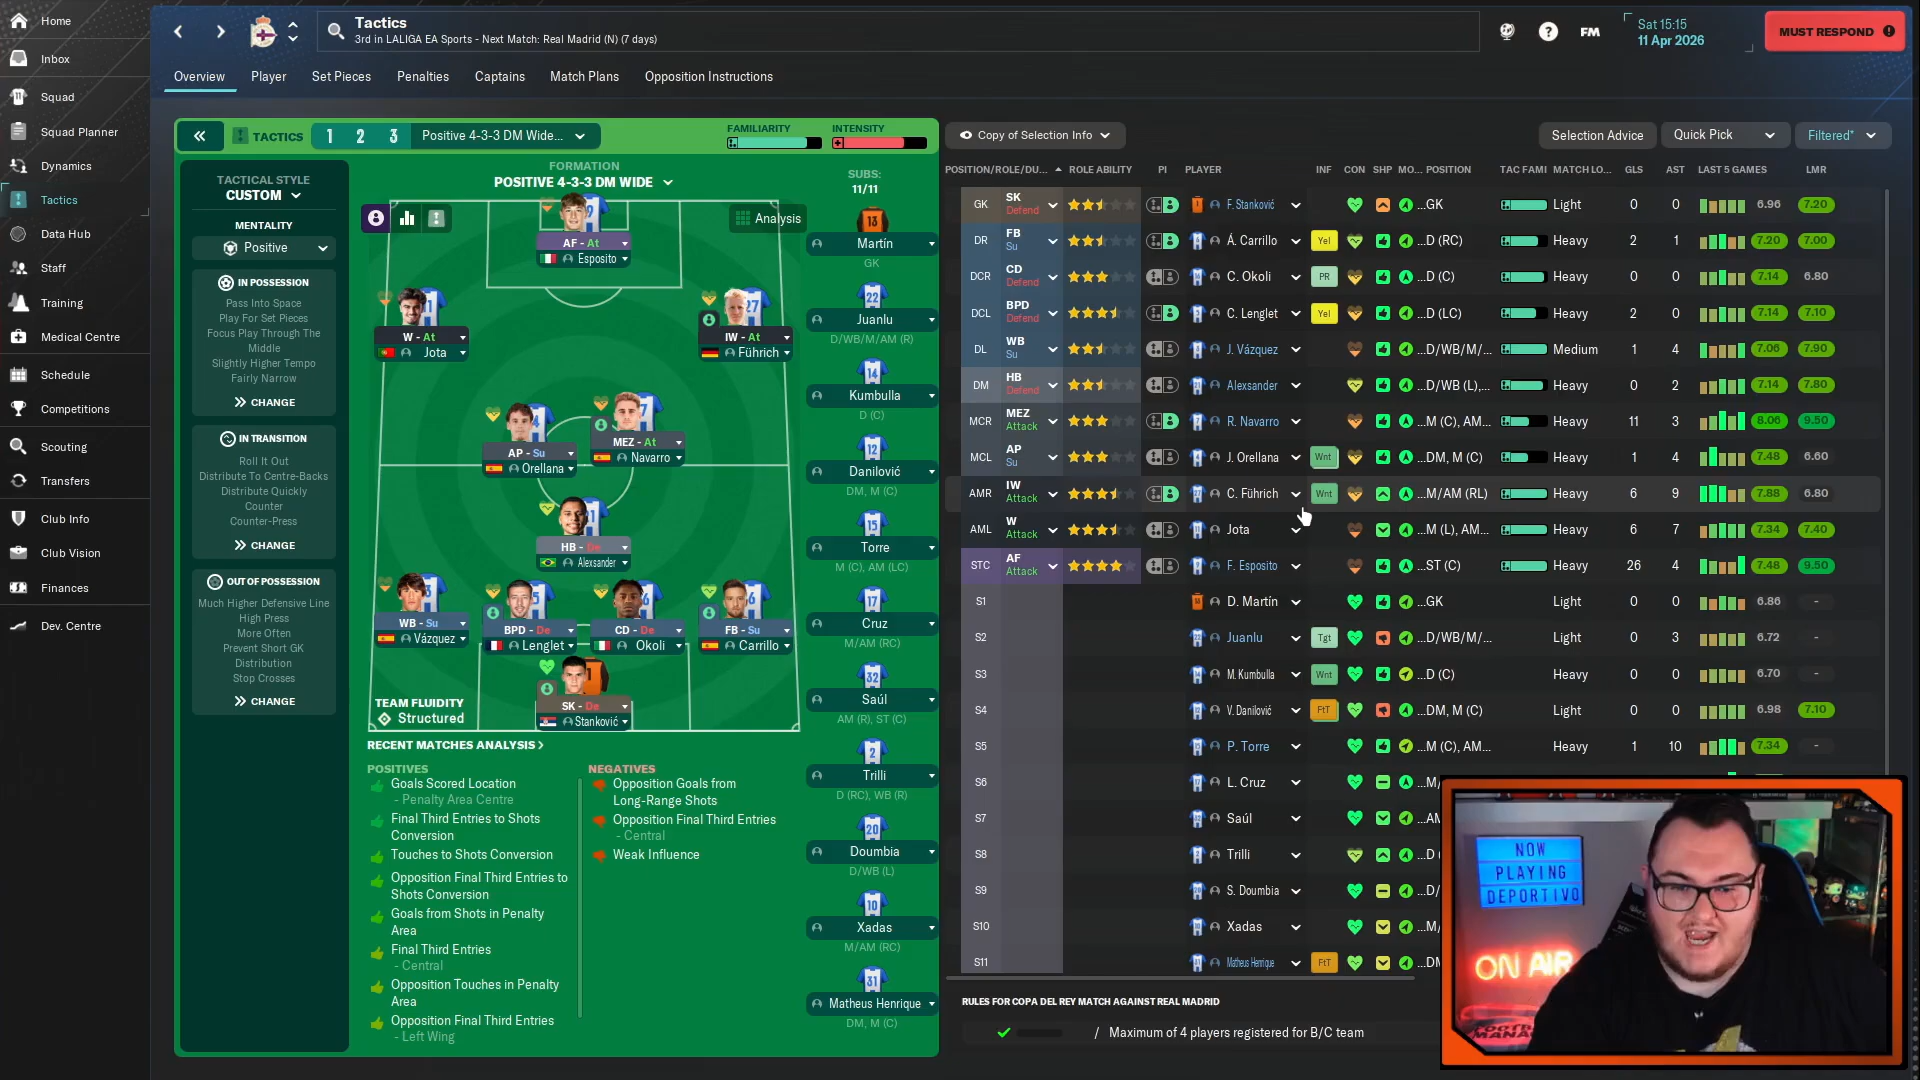 Home
Inbox
Squad
Squad Planner
Dynamics
Tactics
Data Hub
Staff
Training
Medical Centre
Schedule
Competitions
Scouting
Transfers
Club Info
Club Vision
Finances
Dev. Centre
Tactics
3rd in LALIGA EA Sports - Next Match: Real Madrid (N) (7 days)
FM
Sat 15:15
11 Apr 2026
MUST RESPOND
Overview Player Set Pieces Penalties Captains Match Plans Opposition Instructions
TACTICS 1 2 3 Positive 4-3-3 DM Wide...
FAMILIARITY INTENSITY
TACTICAL STYLE
CUSTOM
MENTALITY
Positive
IN POSSESSION
Pass Into Space
Play For Set Pieces
Focus Play Through The
Middle
Slightly Higher Tempo
Fairly Narrow
CHANGE
IN TRANSITION
Roll It Out
Distribute To Centre-Backs
Distribute Quickly
Counter
Counter-Press
CHANGE
OUT OF POSSESSION
Much Higher Defensive Line
High Press
More Often
Prevent Short GK
Distribution
Stop Crosses
CHANGE
FORMATION
POSITIVE 4-3-3 DM WIDE
Analysis
AF - At
Esposito
W - At
Jota
IW - At
Führich
AP - Su
Orellana
MEZ - At
Navarro
HB - De
Alexsander
WB - Su
Vázquez
BPD - De
Lenglet
CD - De
Okoli
FB - Su
Carrillo
SK - De
Stanković
TEAM FLUIDITY
Structured
RECENT MATCHES ANALYSIS >
POSITIVES
Goals Scored Location
- Penalty Area Centre
Final Third Entries to Shots
Conversion
Touches to Shots Conversion
Opposition Final Third Entries to
Shots Conversion
Goals from Shots in Penalty
Area
Final Third Entries
- Central
Opposition Touches in Penalty
Area
Opposition Final Third Entries
- Left Wing
NEGATIVES
Opposition Goals from
Long-Range Shots
Opposition Final Third Entries
- Central
Weak Influence
SUBS:
11/11
13
Martín
GK
22
Juanlu
D/WB/M/AM (R)
14
Kumbulla
D (C)
12
Danilović
DM, M (C)
15
Torre
M (C), AM (LC)
17
Cruz
M/AM (RC)
32
Saúl
AM (R), ST (C)
2
Trilli
D (RC), WB (R)
20
Doumbia
D/WB (L)
10
Xadas
M/AM (RC)
31
Matheus Henrique
DM, M (C)
Copy of Selection Info
Selection Advice Quick Pick Filtered*
POSITION/ROLE/DU... ROLE ABILITY PI PLAYER INF CON SHP MO... POSITION TAC FAMI MATCH LO... GLS AST LAST 5 GAMES LMR
GK SK Defend F. Stanković ...GK Light 0 0 6.96 7.20
DR FB Su Á. Carrillo Yel ...D (RC) Heavy 2 1 7.20 7.00
DCR CD Defend C. Okoli PR ...D (C) Heavy 0 0 7.14 6.80
DCL BPD Defend C. Lenglet Yel ...D (LC) Heavy 2 0 7.14 7.10
DL WB Su J. Vázquez ...D/WB/M/... Medium 1 4 7.06 7.90
DM HB Defend Alexsander ...D/WB (L),... Heavy 0 2 7.14 7.80
MCR MEZ Attack R. Navarro ...M (C), AM... Heavy 11 3 8.06 9.50
MCL AP Su J. Orellana Wnt ...DM, M (C) Heavy 1 4 7.48 6.60
AMR IW Attack C. Führich Wnt ...M/AM (RL) Heavy 6 9 7.88 6.80
AML W Attack Jota ...M (L), AM... Heavy 6 7 7.34 7.40
STC AF Attack F. Esposito ...ST (C) Heavy 26 4 7.48 9.50
S1 D. Martín ...GK Light 0 0 6.86 -
S2 Juanlu Tgt ...D/WB/M/... Light 0 3 6.72 -
S3 M. Kumbulla Wnt ...D (C) Heavy 0 0 6.70 -
S4 V. Danilović FtT ...DM, M (C) Light 0 0 6.98 7.10
S5 P. Torre ...M (C), AM... Heavy 1 10 7.34 -
S6 L. Cruz
S7 Saúl
S8 Trilli
S9 S. Doumbia
S10 Xadas
S11 Matheus Henrique FtT
RULES FOR COPA DEL REY MATCH AGAINST REAL MADRID
/ Maximum of 4 players registered for B/C team
NOW
PLAYING
DEPORTIVO
ON AIR